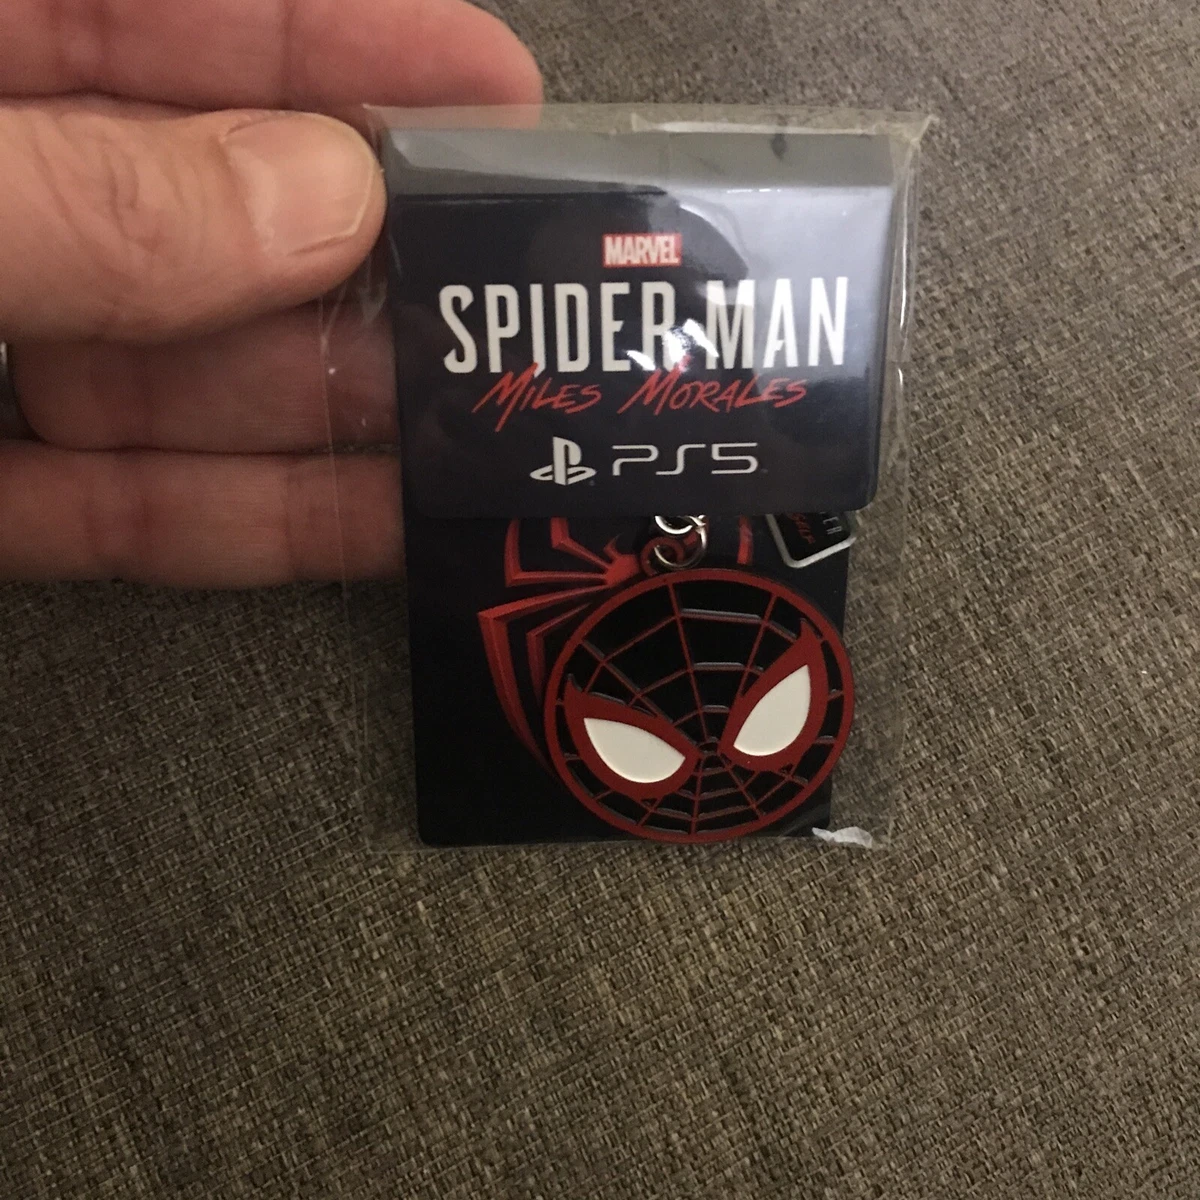 MARVEL
SPIDER-MAN
MILES MORALES
PS5